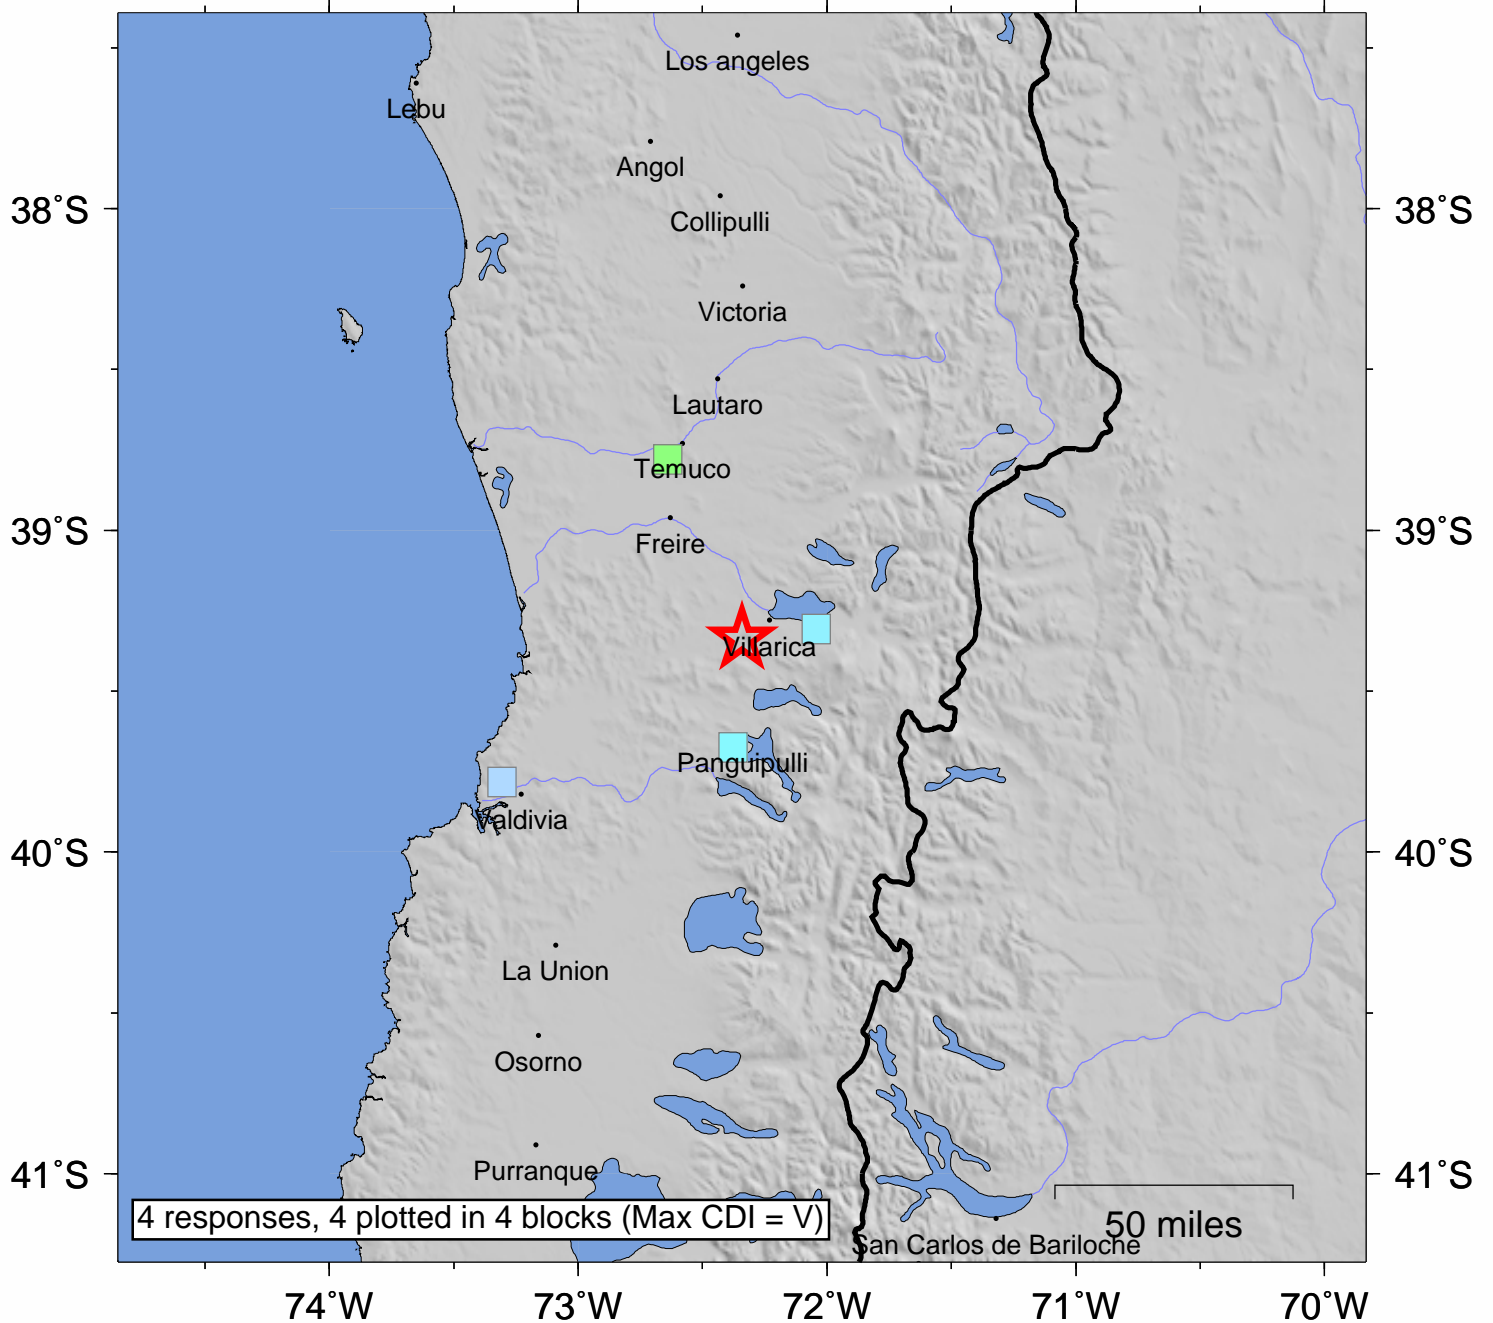 Los angeles
Lebu
Angol
38°S
38°S
Collipulli
Victoria
Lautaro
Temuco
39°S
39°S
Freire
Villarica
Panguipulli
Valdivia
40°S
40°S
La Union
Osorno
Purranque
41°S
41°S
4 responses, 4 plotted in 4 blocks (Max CDI = V)
50 miles
San Carlos de Bariloche
74°W
73°W
72°W
71°W
70°W